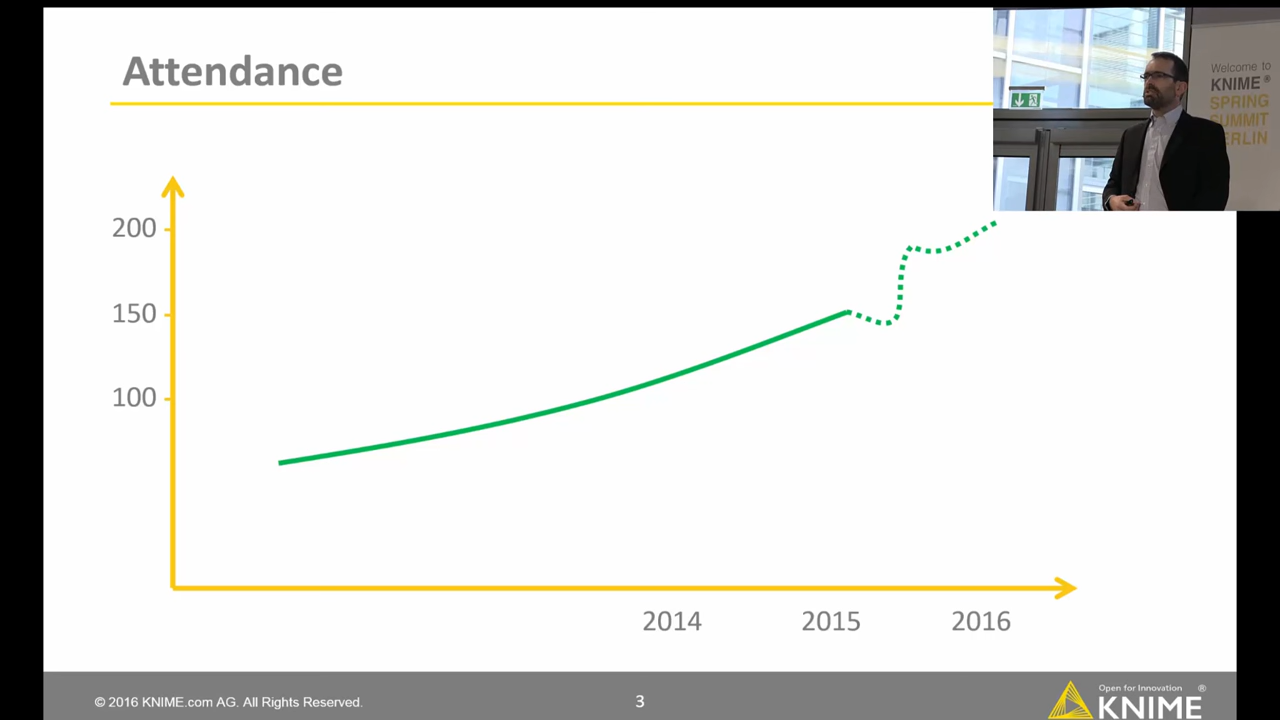 Attendance
Welcome to
KNIME ®
SPRING
SUMMIT
BERLIN
200
150
100
2014
2015
2016
© 2016 KNIME.com AG. All Rights Reserved.
3
Open for Innovation ®
KNIME